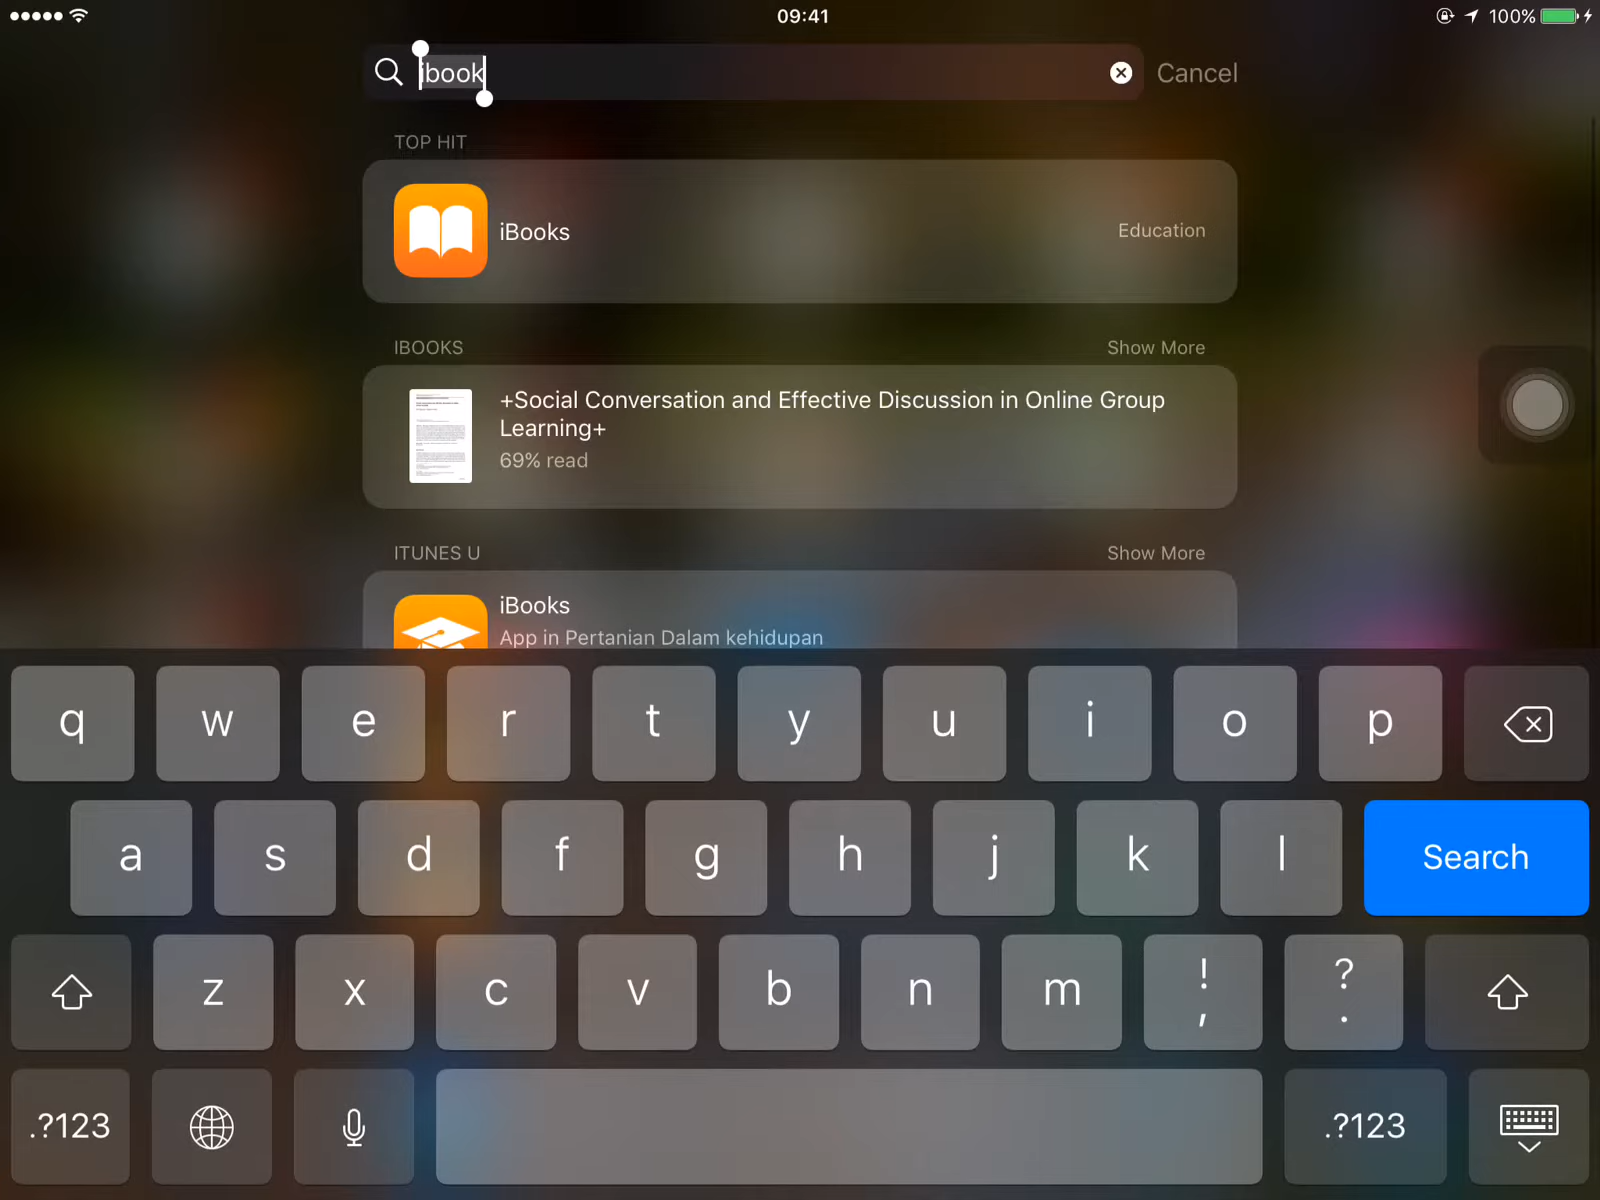 09:41
100%
ibook
Cancel
TOP HIT
iBooks
Education
IBOOKS
Show More
+Social Conversation and Effective Discussion in Online Group
Learning+
69% read
ITUNES U
Show More
iBooks
App in Pertanian Dalam kehidupan
q w e r t y u i o p
a s d f g h j k l Search
z x c v b n m ! , ? .
.?123 .?123